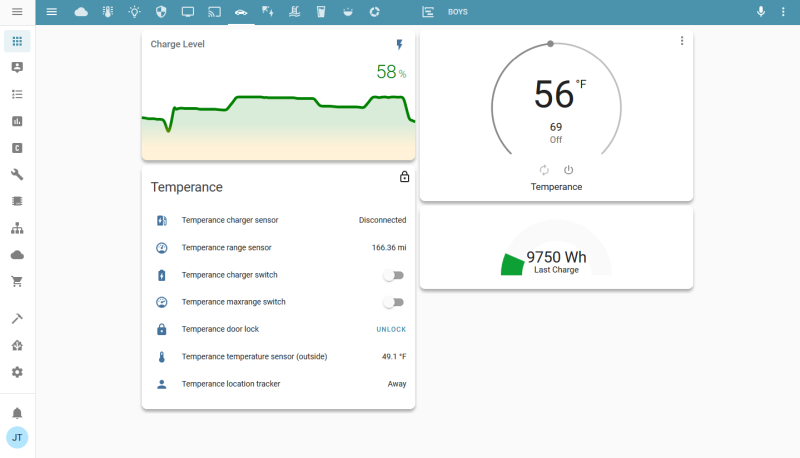 BOYS
Charge Level
58 %
56 °F
69
Off
Temperance
9750 Wh
Last Charge
Temperance
Temperance charger sensor Disconnected
Temperance range sensor 166.36 mi
Temperance charger switch
Temperance maxrange switch
Temperance door lock UNLOCK
Temperance temperature sensor (outside) 49.1 °F
Temperance location tracker Away
C
JT